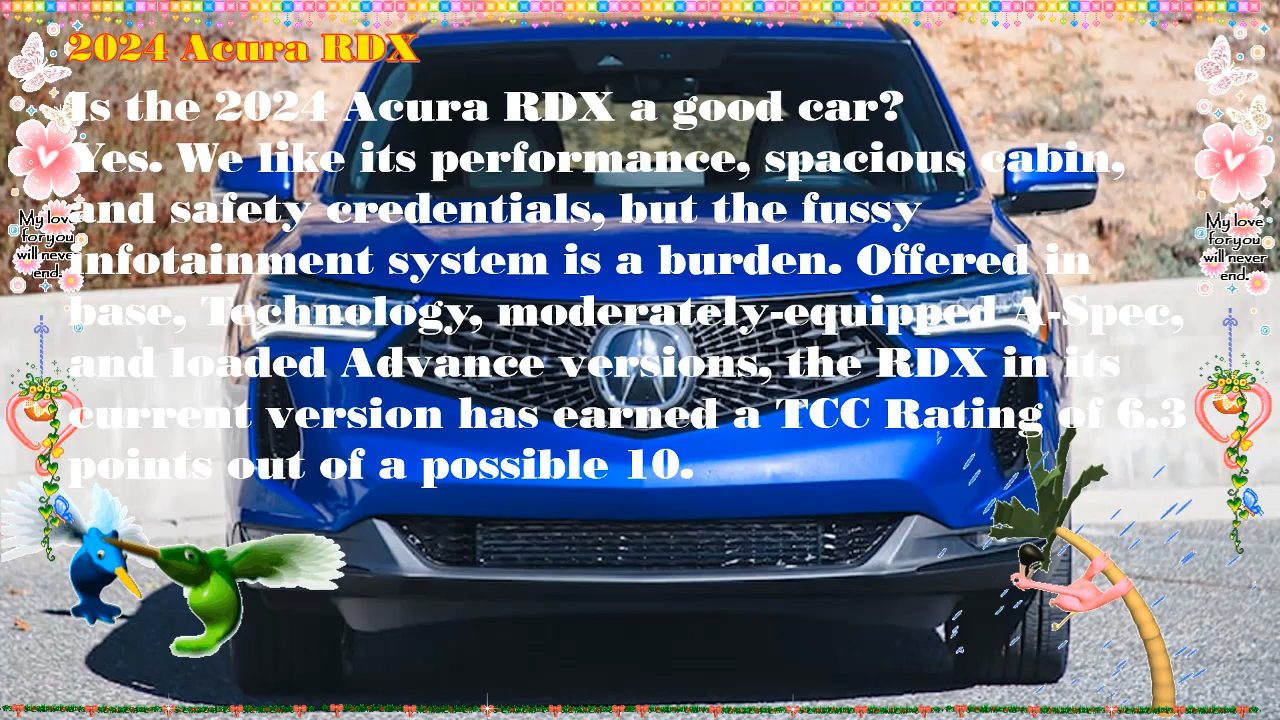 2024 Acura RDX
Is the 2024 Acura RDX a good car?
Yes. We like its performance, spacious cabin,
and safety credentials, but the fussy
infotainment system is a burden. Offered in
base, Technology, moderately-equipped A-Spec,
and loaded Advance versions, the RDX in its
current version has earned a TCC Rating of 6.3
points out of a possible 10.
My love
for you
will never
end.
My love
for you
will never
end.